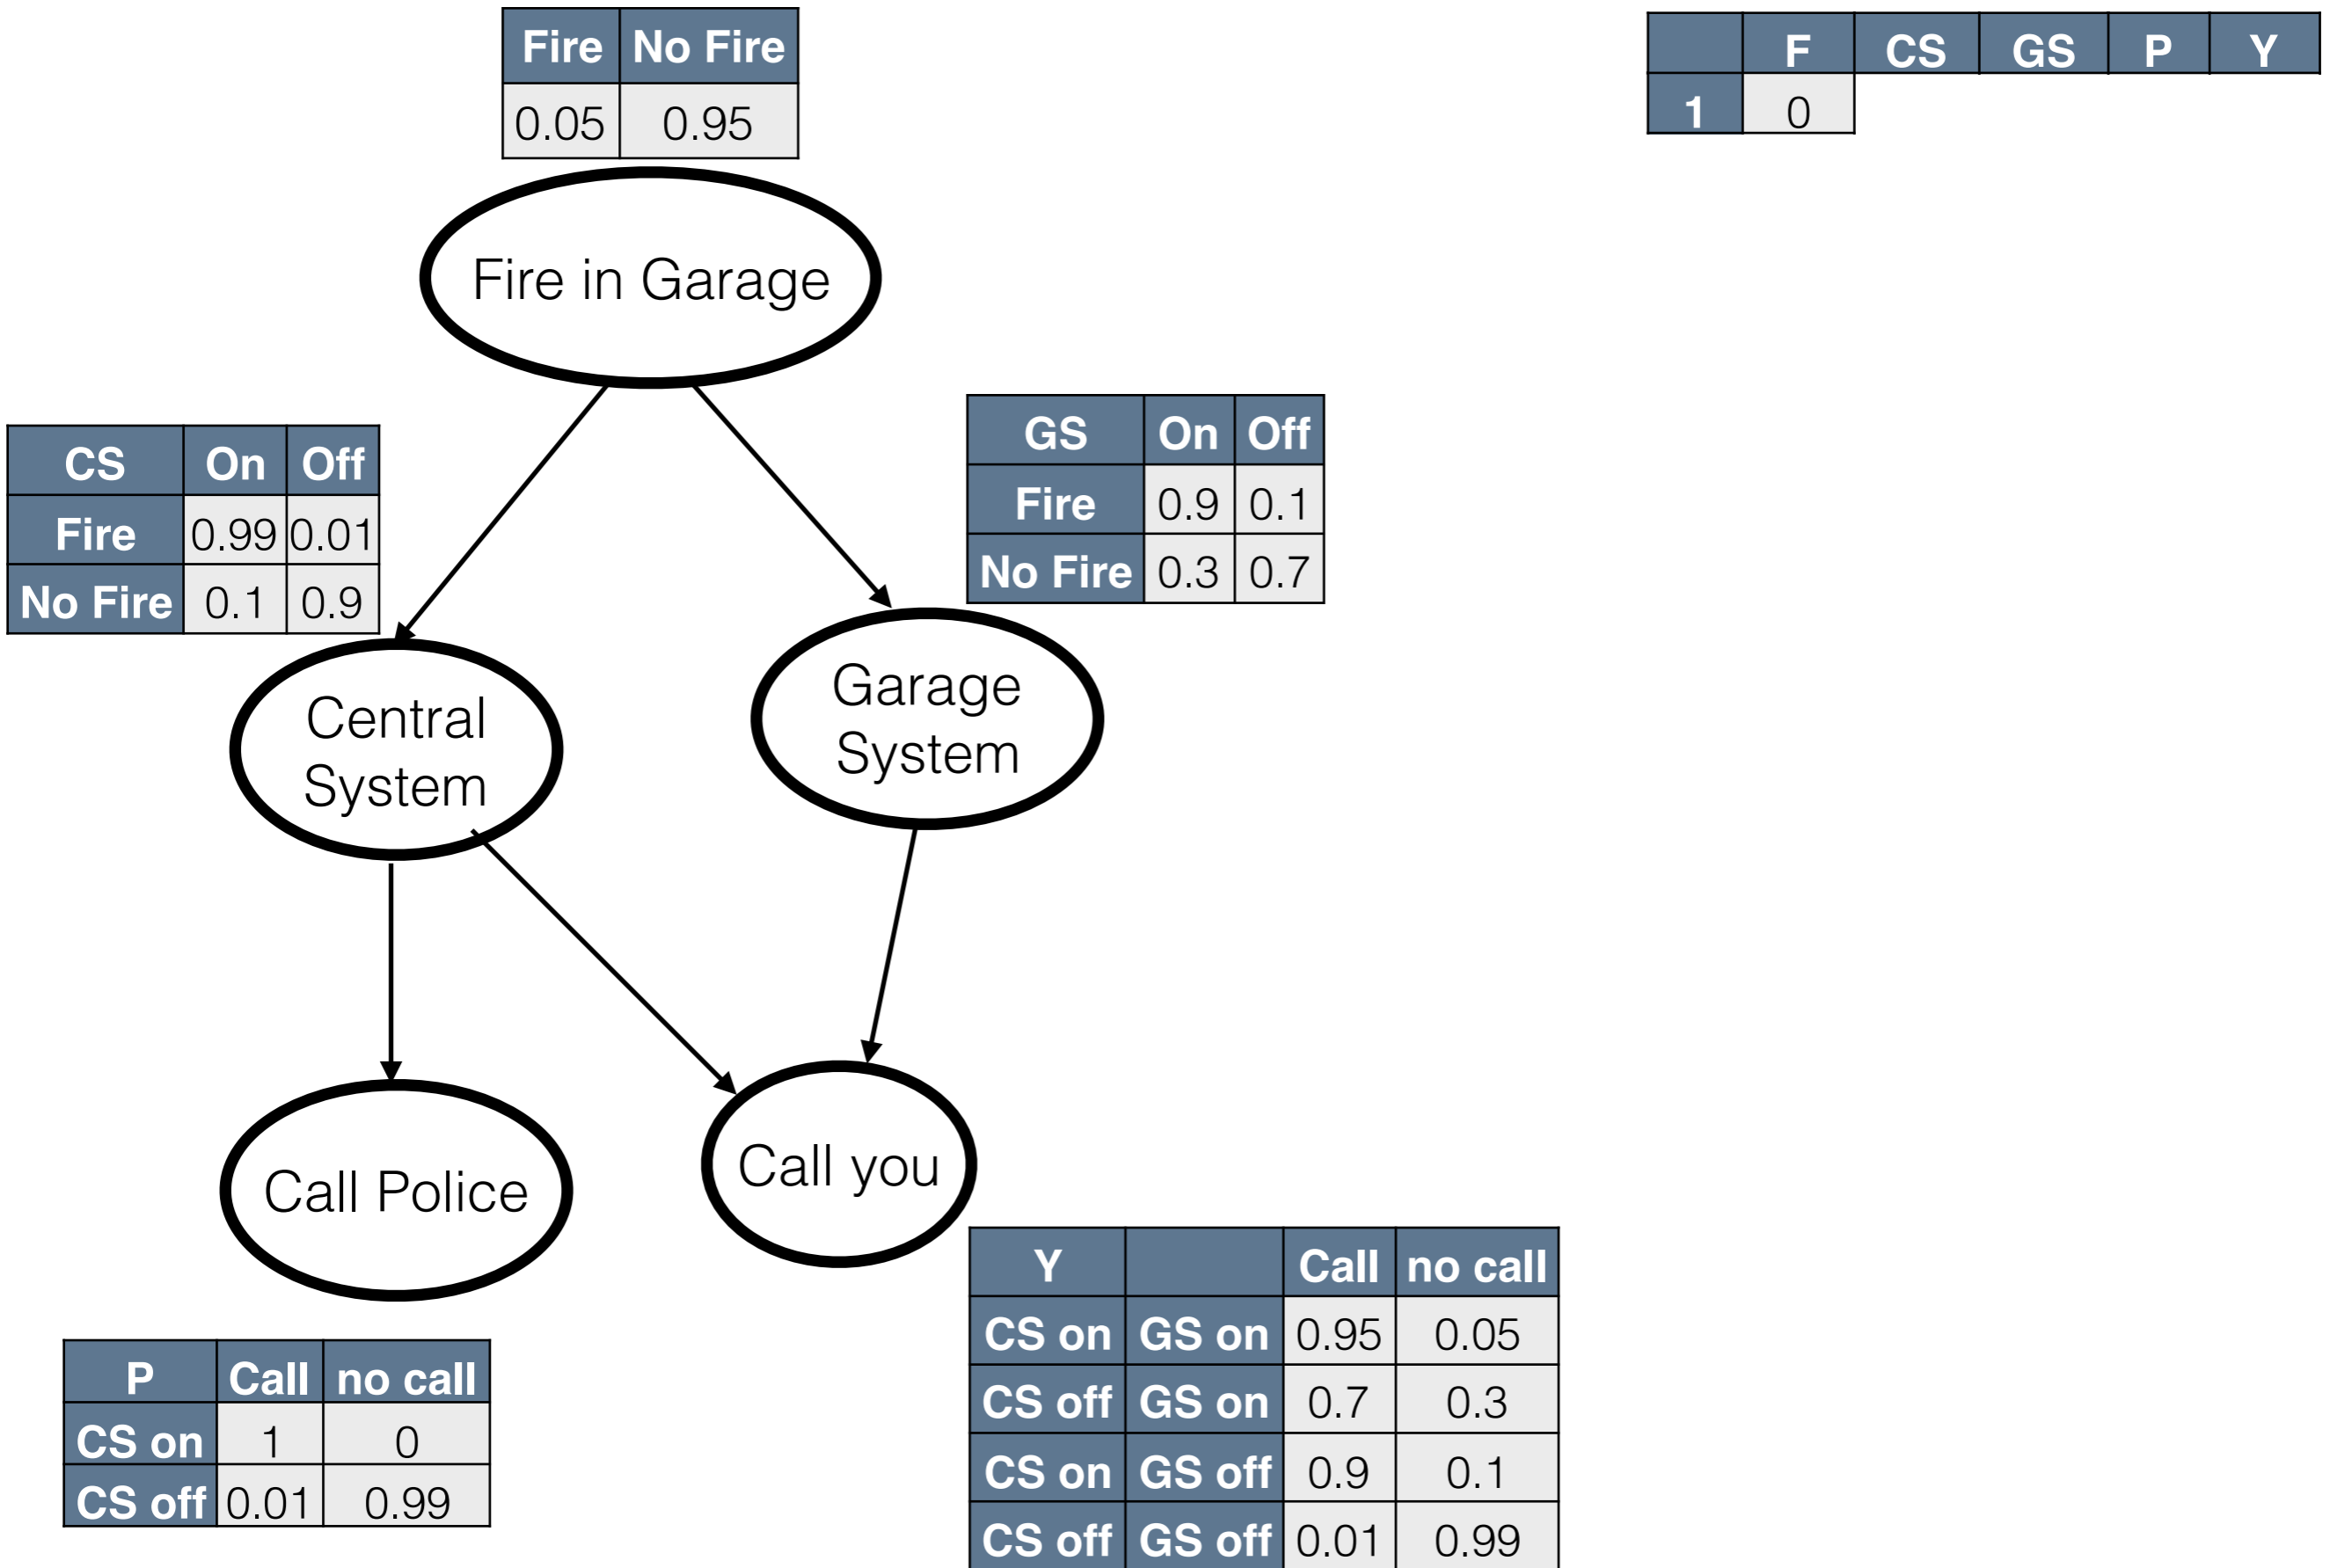 Fire No Fire
0.05 0.95
F CS GS P Y
1 0
Fire in Garage
CS On Off
Fire 0.99 0.01
No Fire 0.1 0.9
GS On Off
Fire 0.9 0.1
No Fire 0.3 0.7
Central
System
Garage
System
Call Police
Call you
P Call no call
CS on 1 0
CS off 0.01 0.99
Y Call no call
CS on GS on 0.95 0.05
CS off GS on 0.7 0.3
CS on GS off 0.9 0.1
CS off GS off 0.01 0.99